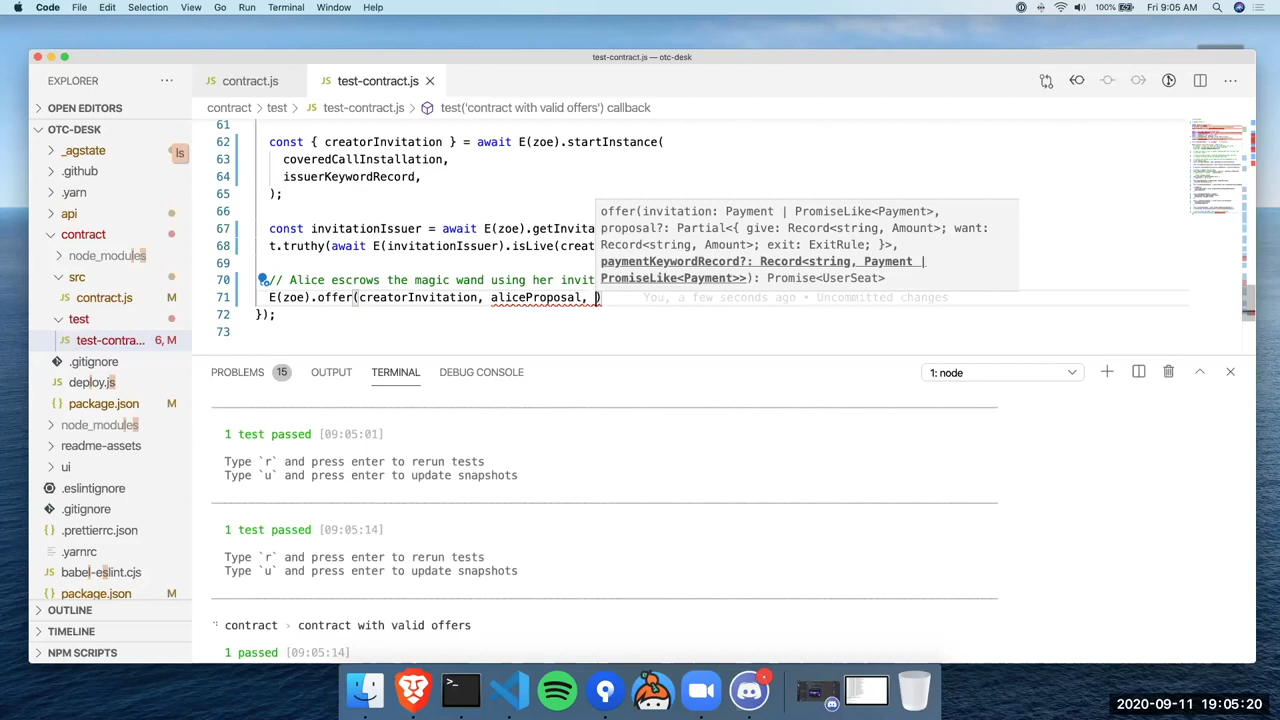 Code File Edit Selection View Go Run Terminal Window Help
100% Fri 9:05 AM
test-contract.js — otc-desk
EXPLORER ...
OPEN EDITORS
OTC-DESK
_agstate
ls
.github
.yarn
api
contract
node_modules
src
JS contract.js M
test
JS test-contra... 6, M
.gitignore
deploy.js
package.json M
node_modules
readme-assets
ui
.eslintignore
.gitignore
{ } .prettierrc.json
.yarnrc
JS babel-eslint.cjs
{ } package.json M
OUTLINE
TIMELINE
NPM SCRIPTS
JS contract.js JS test-contract.js
contract > test > JS test-contract.js > test('contract with valid offers') callback
61
62 const { creatorInvitation } = await E(zoe).startInstance(
63 coveredCallInstallation,
64 issuerKeywordRecord,
65 );
66
67 const invitationIssuer = await E(zoe).getInvita
68 t.truthy(await E(invitationIssuer).isLive(creat
69
70 // Alice escrows the magic wand using her invit
71 E(zoe).offer(creatorInvitation, aliceProposal, ) You, a few seconds ago • Uncommitted changes
72 });
73
offer(invitation: Payment | PromiseLike<Payment>,
proposal?: Partial<{ give: Record<string, Amount>; want:
Record<string, Amount>; exit: ExitRule; }>,
paymentKeywordRecord?: Record<string, Payment |
PromiseLike<Payment>>): Promise<UserSeat>
PROBLEMS 15 OUTPUT TERMINAL DEBUG CONSOLE 1: node
1 test passed [09:05:01]
Type `r` and press enter to rerun tests
Type `u` and press enter to update snapshots
1 test passed [09:05:14]
Type `r` and press enter to rerun tests
Type `u` and press enter to update snapshots
contract › contract with valid offers
1 passed [09:05:14]
2020-09-11 19:05:20